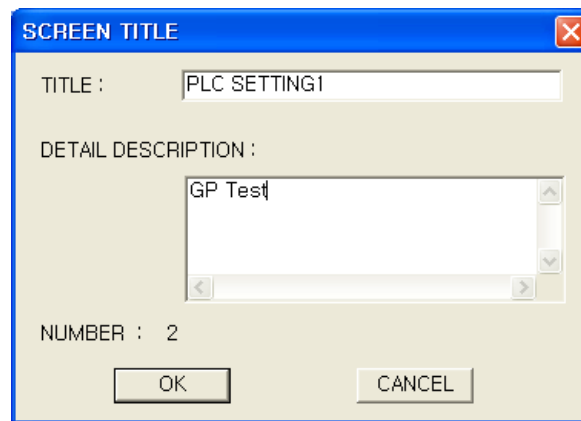 SCREEN TITLE
TITLE : PLC SETTING1
DETAIL DESCRIPTION :
GP Test
NUMBER : 2
OK CANCEL